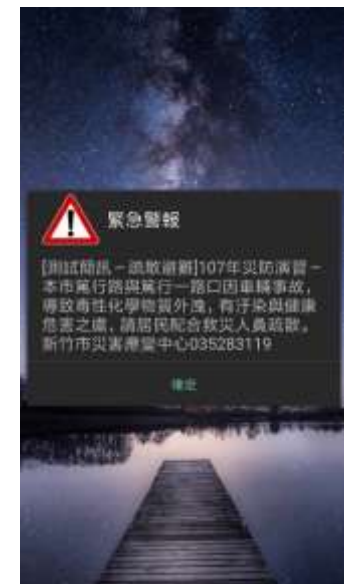 緊急警報
[測試簡訊-疏散避難]107年災防演習-
本市篤行路與篤行一路口因車輛事故,
導致毒性化學物質外洩,有汙染與健康
危害之虞,請居民配合救災人員疏散。
新竹市災害應變中心035283119
確定